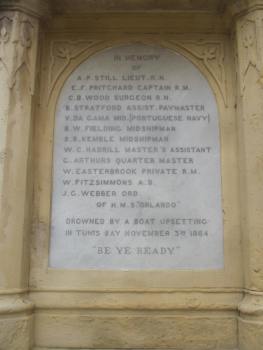 IN MEMORY
OF
A.P. STILL LIEUT. R.N.
E.F. PRITCHARD CAPTAIN R.M.
C.B. WOOD SURGEON R.N.
B. STRATFORD ASSIST. PAYMASTER
V. DA GAMA MID. (PORTUGUESE NAVY)
B.W. FIELDING MIDSHIPMAN
R.R. KEMBLE MIDSHIPMAN
W.C. HADRILL MASTER'S ASSISTANT
C. ARTHURS QUARTER MASTER
W. EASTERBROOK PRIVATE R.M.
W. FITZSIMMONS A.B.
J.G. WEBBER ORD.
OF H.M.S. "ORLANDO"
DROWNED BY A BOAT UPSETTING
IN TUNIS BAY NOVEMBER 3RD 1864
"BE YE READY"